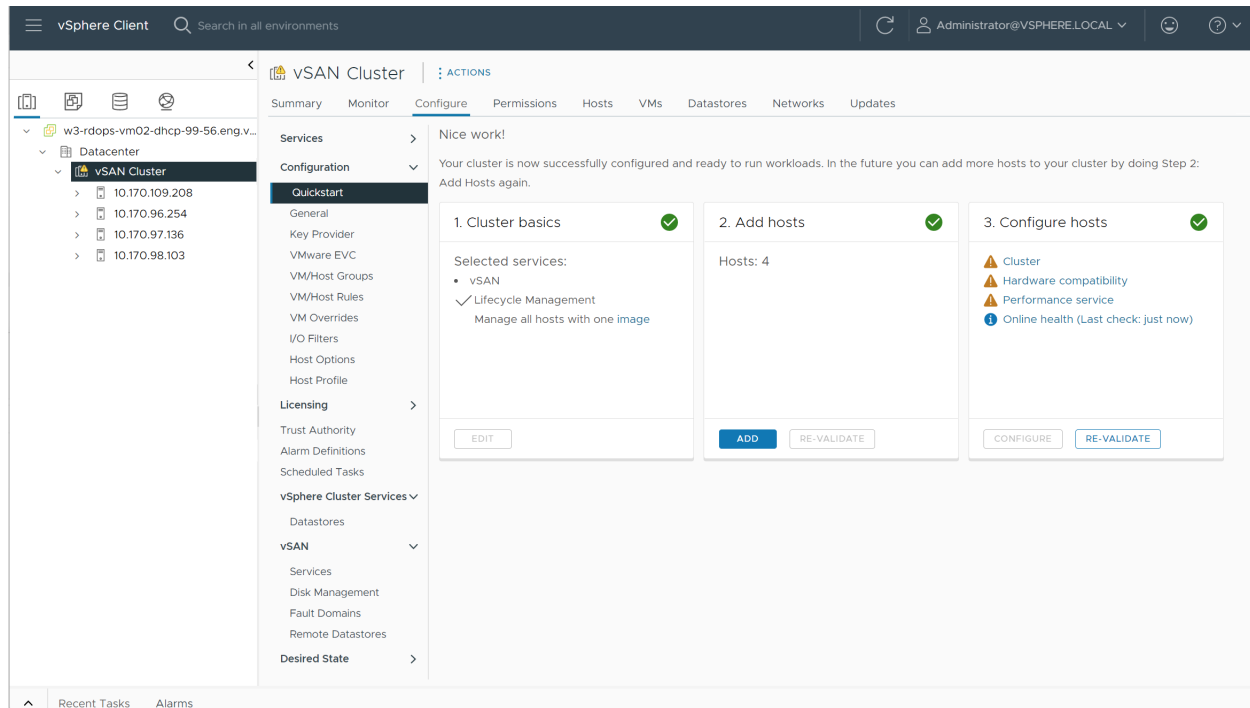 vSphere Client
Search in all environments
Administrator@VSPHERE.LOCAL
vSAN Cluster
ACTIONS
Summary Monitor Configure Permissions Hosts VMs Datastores Networks Updates
w3-rdops-vm02-dhcp-99-56.eng.v...
Datacenter
vSAN Cluster
10.170.109.208
10.170.96.254
10.170.97.136
10.170.98.103
Services
Configuration
Quickstart
General
Key Provider
VMware EVC
VM/Host Groups
VM/Host Rules
VM Overrides
I/O Filters
Host Options
Host Profile
Licensing
Trust Authority
Alarm Definitions
Scheduled Tasks
vSphere Cluster Services
Datastores
vSAN
Services
Disk Management
Fault Domains
Remote Datastores
Desired State
Nice work!
Your cluster is now successfully configured and ready to run workloads. In the future you can add more hosts to your cluster by doing Step 2:
Add Hosts again.
1. Cluster basics
Selected services:
• vSAN
Lifecycle Management
Manage all hosts with one image
EDIT
2. Add hosts
Hosts: 4
ADD RE-VALIDATE
3. Configure hosts
Cluster
Hardware compatibility
Performance service
Online health (Last check: just now)
CONFIGURE RE-VALIDATE
Recent Tasks Alarms